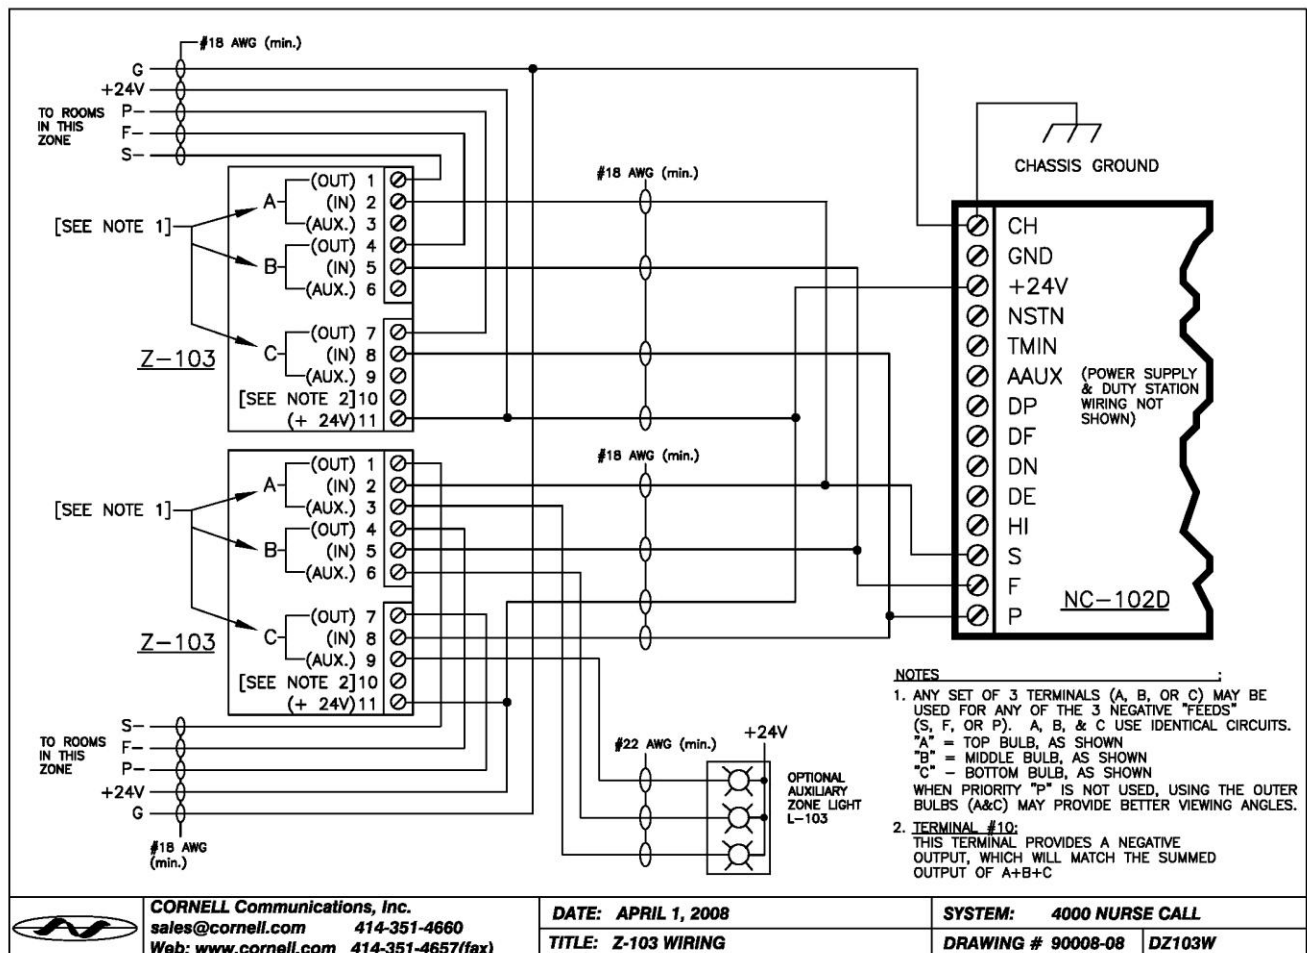 #18 AWG (min.)
G
+24V
TO ROOMS
IN THIS
ZONE
P-
F-
S-
[SEE NOTE 1]
A
(OUT) 1
(IN) 2
(AUX.) 3
B
(OUT) 4
(IN) 5
(AUX.) 6
C
(OUT) 7
(IN) 8
(AUX.) 9
[SEE NOTE 2]10
(+ 24V)11
Z-103
#18 AWG (min.)
[SEE NOTE 1]
A
(OUT) 1
(IN) 2
(AUX.) 3
B
(OUT) 4
(IN) 5
(AUX.) 6
C
(OUT) 7
(IN) 8
(AUX.) 9
[SEE NOTE 2]10
(+ 24V)11
Z-103
#18 AWG (min.)
TO ROOMS
IN THIS
ZONE
S-
F-
P-
+24V
G
#18 AWG
(min.)
#22 AWG (min.)
+24V
OPTIONAL
AUXILIARY
ZONE LIGHT
L-103
CHASSIS GROUND
CH
GND
+24V
NSTN
TMIN
AAUX
DP
DF
DN
DE
HI
S
F
P
(POWER SUPPLY
& DUTY STATION
WIRING NOT
SHOWN)
NC-102D
NOTES :
1. ANY SET OF 3 TERMINALS (A, B, OR C) MAY BE
USED FOR ANY OF THE 3 NEGATIVE "FEEDS"
(S, F, OR P). A, B, & C USE IDENTICAL CIRCUITS.
"A" = TOP BULB, AS SHOWN
"B" = MIDDLE BULB, AS SHOWN
"C" - BOTTOM BULB, AS SHOWN
WHEN PRIORITY "P" IS NOT USED, USING THE OUTER
BULBS (A&C) MAY PROVIDE BETTER VIEWING ANGLES.
2. TERMINAL #10:
THIS TERMINAL PROVIDES A NEGATIVE
OUTPUT, WHICH WILL MATCH THE SUMMED
OUTPUT OF A+B+C
CORNELL Communications, Inc.
sales@cornell.com 414-351-4660
Web: www.cornell.com 414-351-4657(fax)
DATE: APRIL 1, 2008
TITLE: Z-103 WIRING
SYSTEM: 4000 NURSE CALL
DRAWING # 90008-08 DZ103W